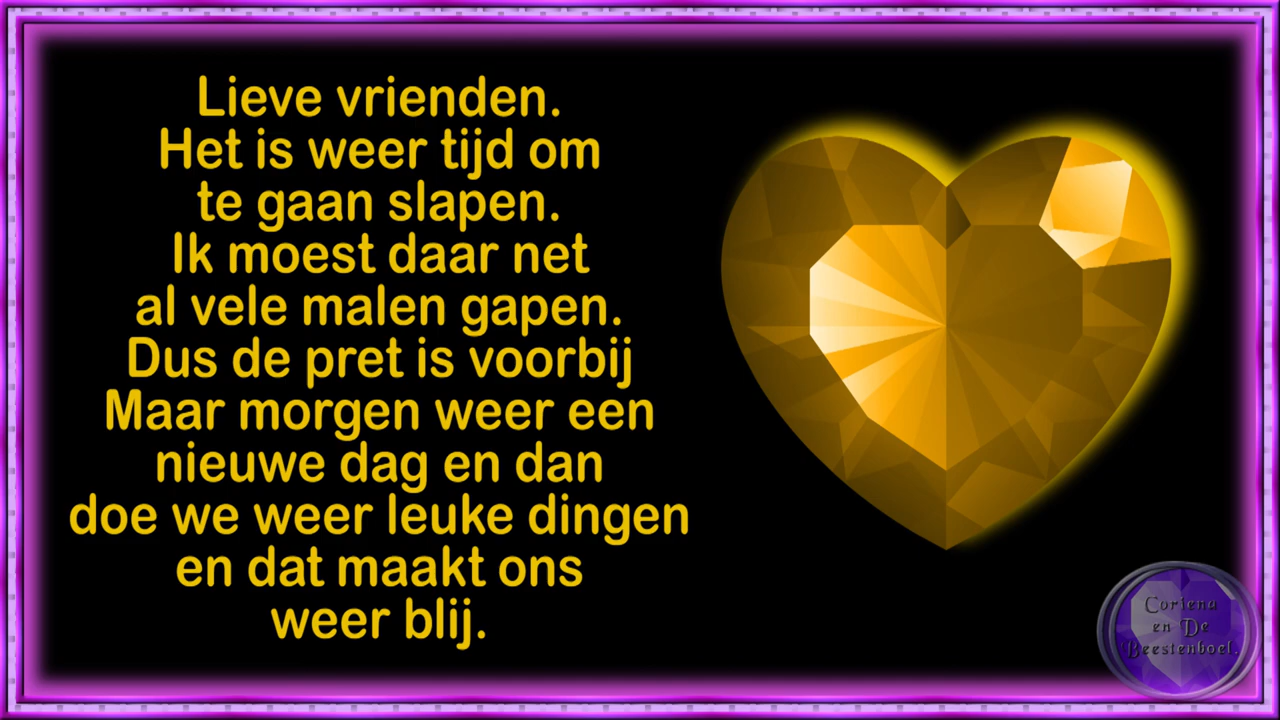 Lieve vrienden.
Het is weer tijd om
te gaan slapen.
Ik moest daar net
al vele malen gapen.
Dus de pret is voorbij
Maar morgen weer een
nieuwe dag en dan
doe we weer leuke dingen
en dat maakt ons
weer blij.
Coriena
en De
Beestenboel.